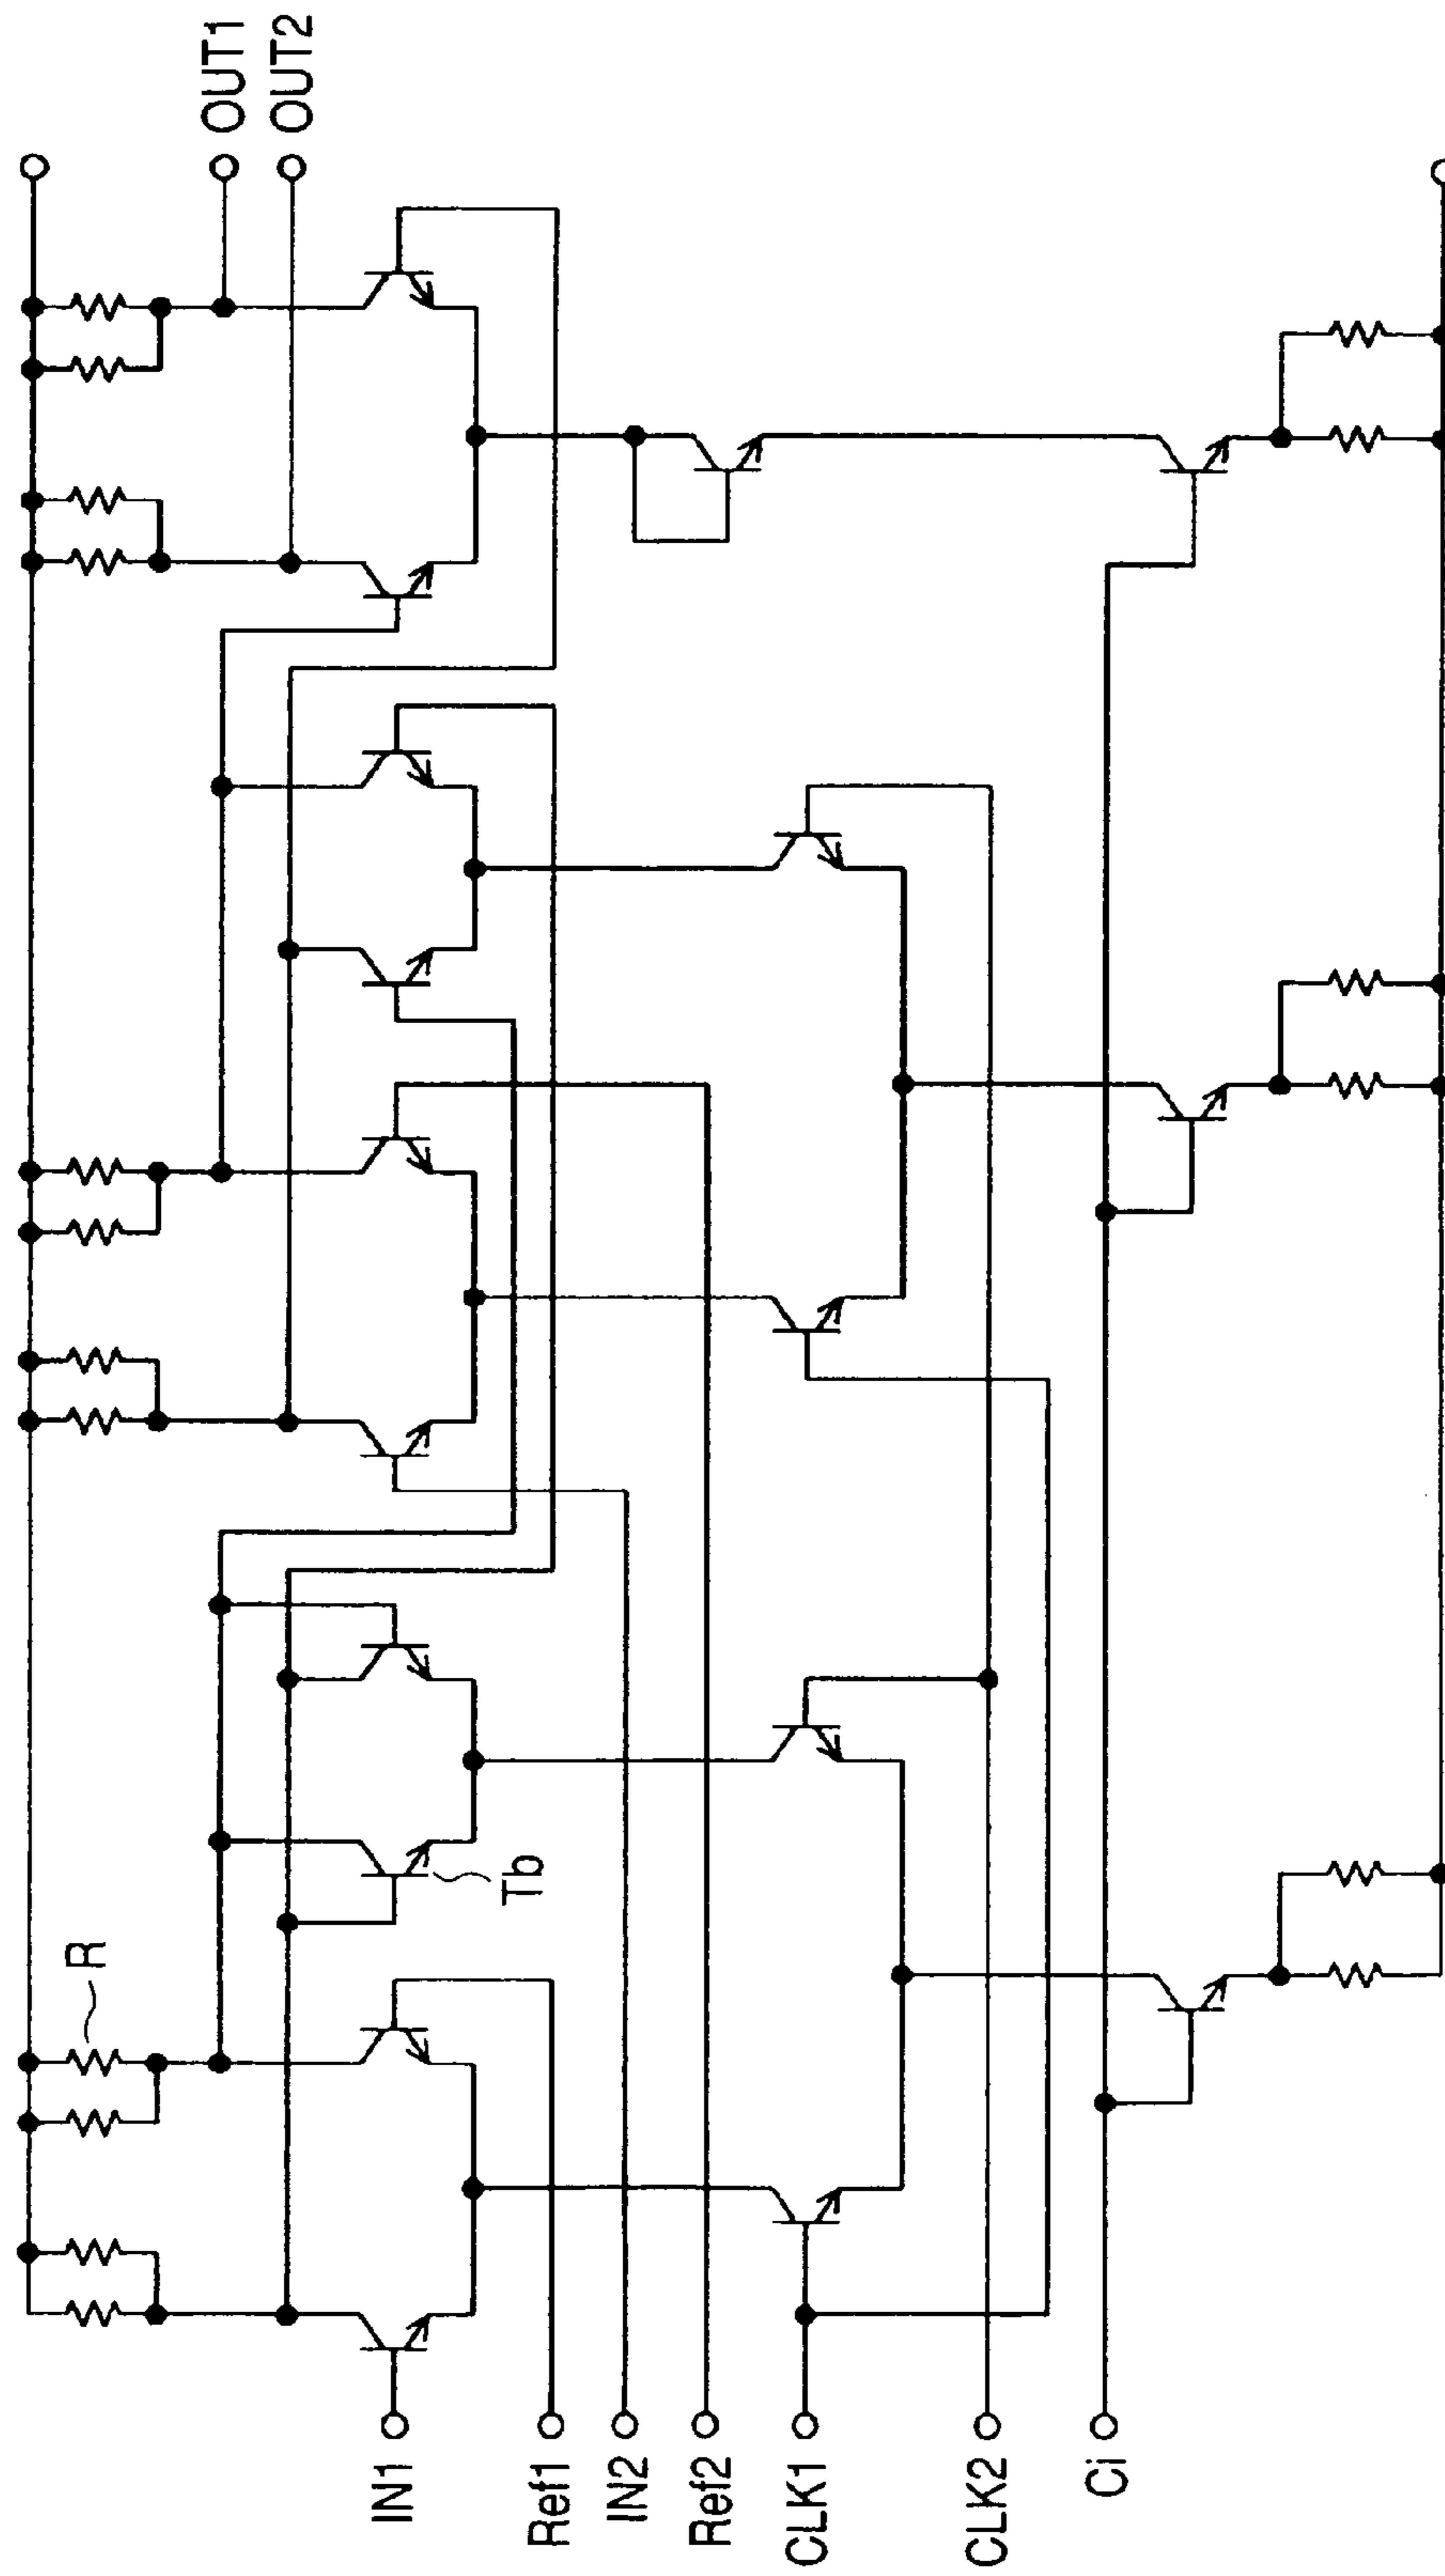 OUT1
OUT2
R
Tb
IN1
Ref1
IN2
Ref2
CLK1
CLK2
Ci